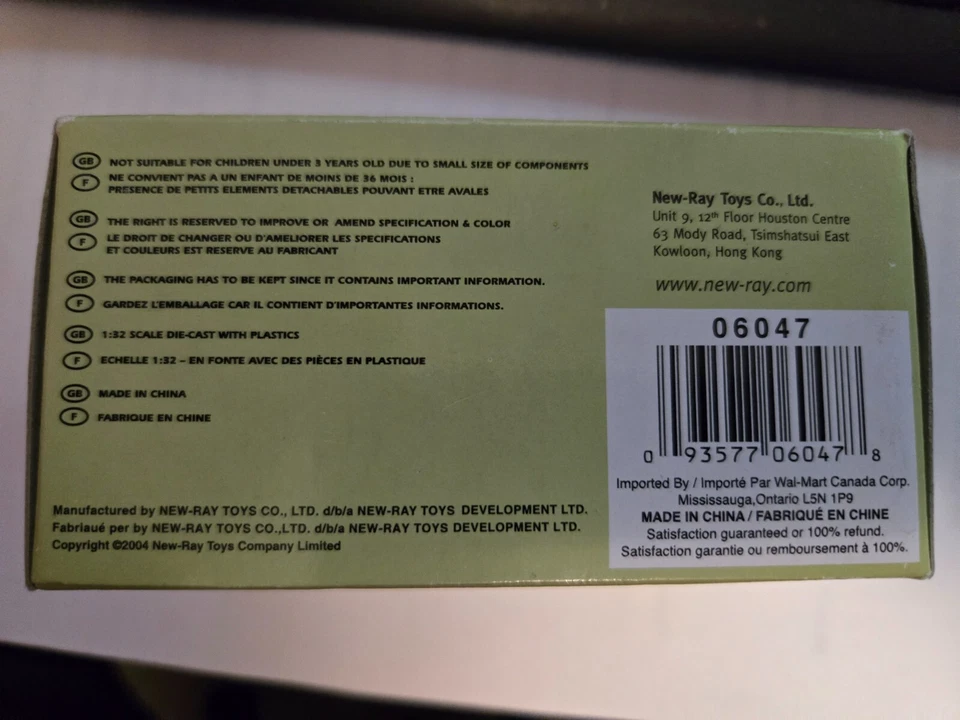 GB NOT SUITABLE FOR CHILDREN UNDER 3 YEARS OLD DUE TO SMALL SIZE OF COMPONENTS
F NE CONVIENT PAS A UN ENFANT DE MOINS DE 36 MOIS :
PRESENCE DE PETITS ELEMENTS DETACHABLES POUVANT ETRE AVALES
GB THE RIGHT IS RESERVED TO IMPROVE OR AMEND SPECIFICATION & COLOR
F LE DROIT DE CHANGER OU D'AMELIORER LES SPECIFICATIONS
ET COULEURS EST RESERVE AU FABRICANT
GB THE PACKAGING HAS TO BE KEPT SINCE IT CONTAINS IMPORTANT INFORMATION.
F GARDEZ L'EMBALLAGE CAR IL CONTIENT D'IMPORTANTES INFORMATIONS.
GB 1:32 SCALE DIE-CAST WITH PLASTICS
F ECHELLE 1:32 – EN FONTE AVEC DES PIÈCES EN PLASTIQUE
GB MADE IN CHINA
F FABRIQUE EN CHINE
Manufactured by NEW-RAY TOYS CO., LTD. d/b/a NEW-RAY TOYS DEVELOPMENT LTD.
Fabriaué per by NEW-RAY TOYS CO.,LTD. d/b/a NEW-RAY TOYS DEVELOPMENT LTD.
Copyright ©2004 New-Ray Toys Company Limited
New-Ray Toys Co., Ltd.
Unit 9, 12th Floor Houston Centre
63 Mody Road, Tsimshatsui East
Kowloon, Hong Kong
www.new-ray.com
06047
0 93577 06047 8
Imported By / Importé Par Wal-Mart Canada Corp.
Mississauga,Ontario L5N 1P9
MADE IN CHINA / FABRIQUÉ EN CHINE
Satisfaction guaranteed or 100% refund.
Satisfaction garantie ou remboursement à 100%.